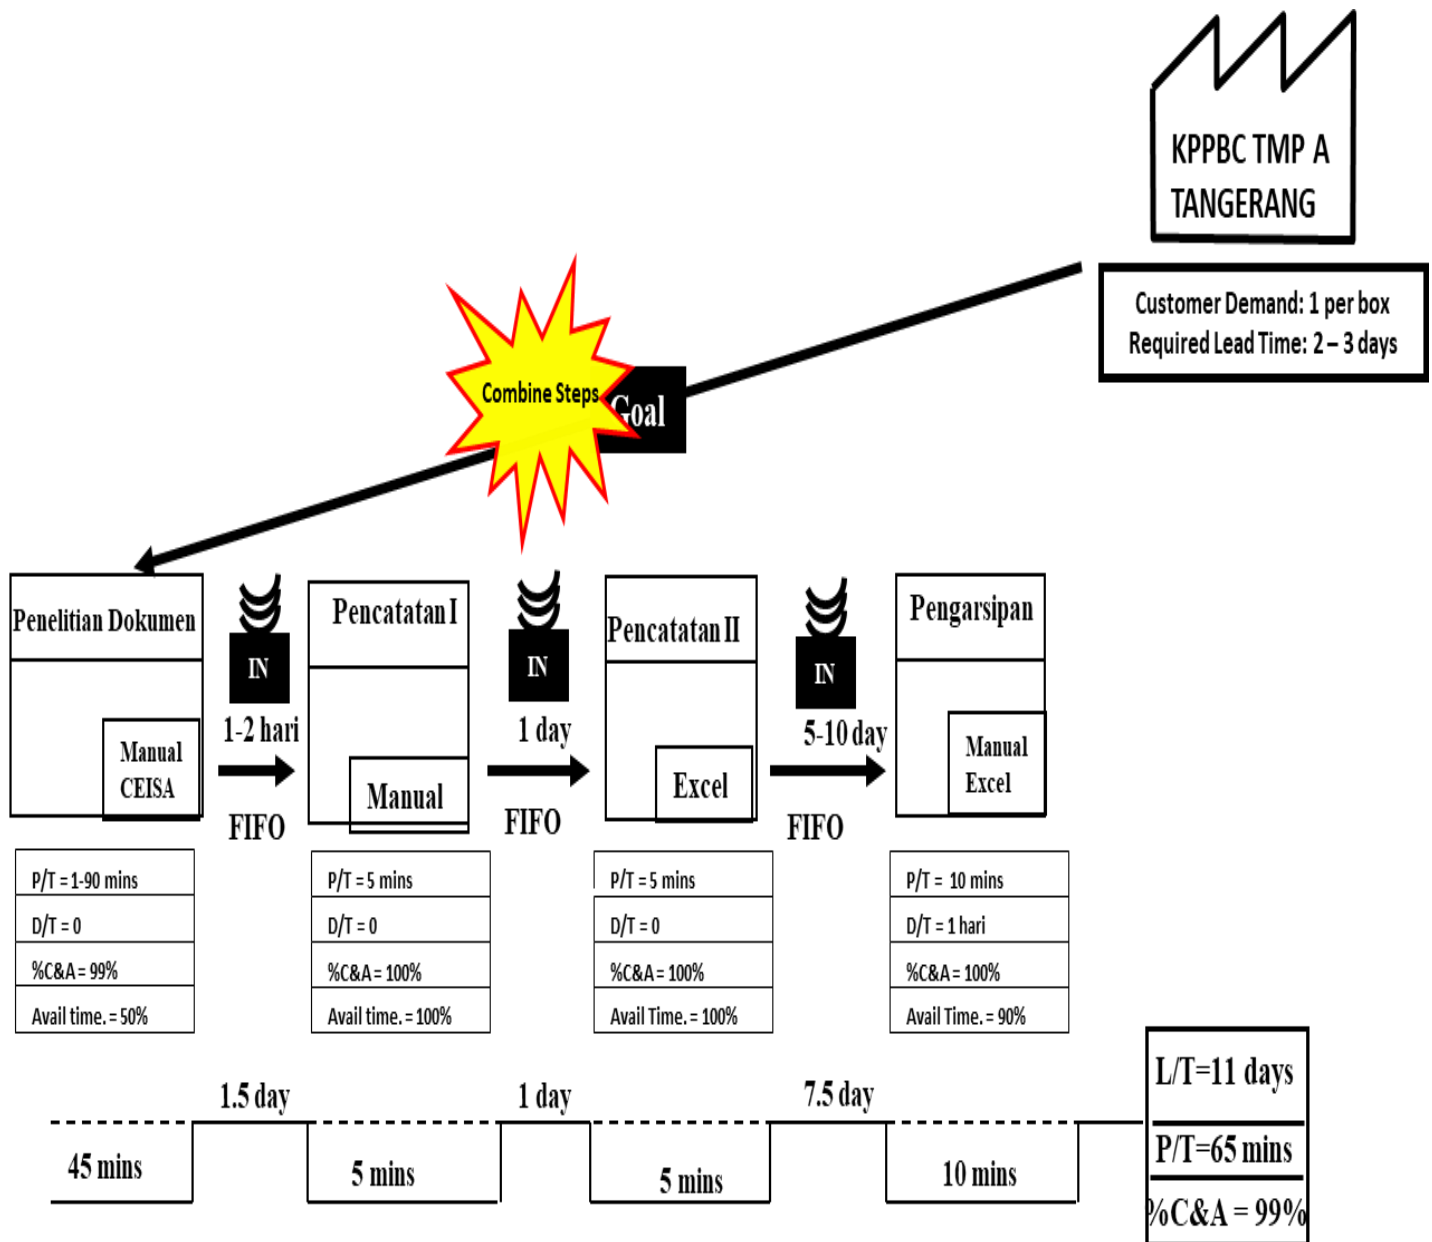 KPPBC TMP A
TANGERANG
Customer Demand: 1 per box
Required Lead Time: 2 – 3 days
Combine Steps
Goal
Penelitian Dokumen
Manual
CEISA
IN
1-2 hari
FIFO
Pencatatan I
Manual
IN
1 day
FIFO
Pencatatan II
Excel
IN
5-10 day
FIFO
Pengarsipan
Manual
Excel
P/T = 1-90 mins
D/T = 0
%C&A = 99%
Avail time. = 50%
P/T = 5 mins
D/T = 0
%C&A = 100%
Avail time. = 100%
P/T = 5 mins
D/T = 0
%C&A = 100%
Avail Time. = 100%
P/T = 10 mins
D/T = 1 hari
%C&A = 100%
Avail Time. = 90%
45 mins
1.5 day
5 mins
1 day
5 mins
7.5 day
10 mins
L/T=11 days
P/T=65 mins
%C&A = 99%